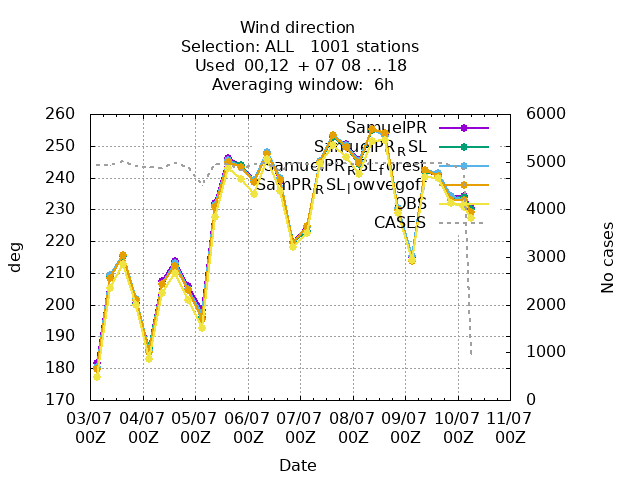 Wind direction
Selection: ALL   1001 stations
Used  00,12  + 07 08 ... 18
Averaging window:  6h
260
250
240
230
220
210
200
190
180
170
6000
5000
4000
3000
2000
1000
0
SamuelPR
SamuelPR_RSL
SamuelPR_RSL_forest
SamPR_RSL_lowvegof
OBS
CASES
deg
No cases
03/07 04/07 05/07 06/07 07/07 08/07 09/07 10/07 11/07
00Z 00Z 00Z 00Z 00Z 00Z 00Z 00Z 00Z
Date